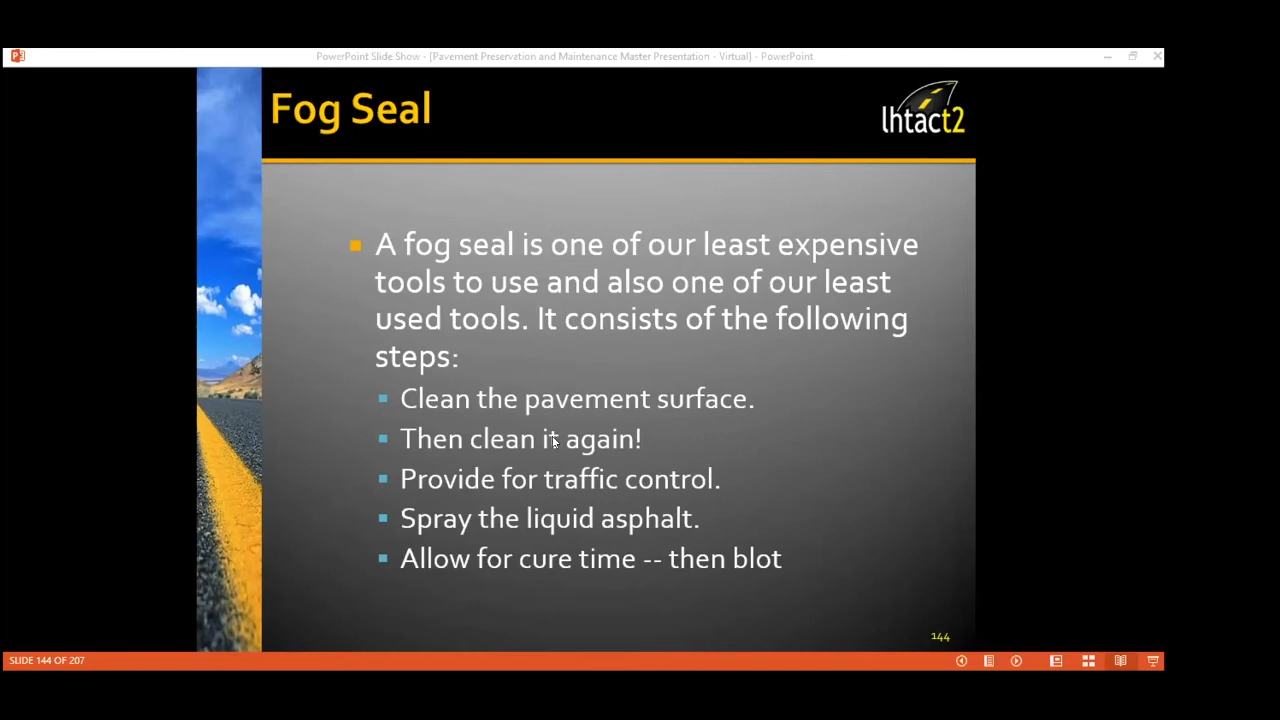 PowerPoint Slide Show - [Pavement Preservation and Maintenance Master Presentation - Virtual] - PowerPoint
Fog Seal
lhtact2
A fog seal is one of our least expensive
tools to use and also one of our least
used tools. It consists of the following
steps:
Clean the pavement surface.
Then clean it again!
Provide for traffic control.
Spray the liquid asphalt.
Allow for cure time -- then blot
144
SLIDE 144 OF 207